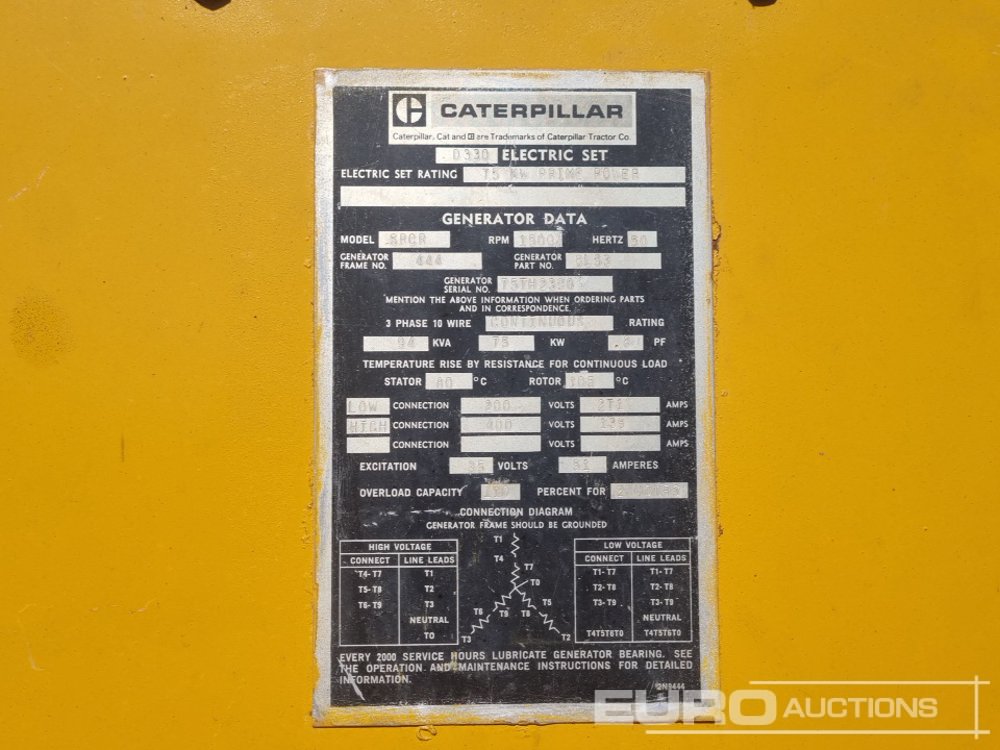 CATERPILLAR
Caterpillar, Cat and C are Trademarks of Caterpillar Tractor Co.
D330 ELECTRIC SET
ELECTRIC SET RATING 75 KW PRIME POWER
GENERATOR DATA
MODEL SRCR RPM 1500 HERTZ 50
GENERATOR FRAME NO. 444 GENERATOR PART NO.
GENERATOR SERIAL NO.
MENTION THE ABOVE INFORMATION WHEN ORDERING PARTS
AND IN CORRESPONDENCE.
3 PHASE 10 WIRE CONTINUOUS RATING
94 KVA 75 KW PF
TEMPERATURE RISE BY RESISTANCE FOR CONTINUOUS LOAD
STATOR 80 °C ROTOR °C
LOW CONNECTION 200 VOLTS 271 AMPS
HIGH CONNECTION 400 VOLTS AMPS
CONNECTION VOLTS AMPS
EXCITATION VOLTS AMPERES
OVERLOAD CAPACITY PERCENT FOR
CONNECTION DIAGRAM
GENERATOR FRAME SHOULD BE GROUNDED
HIGH VOLTAGE
CONNECT LINE LEADS
T4-T7 T1
T5-T8 T2
T6-T9 T3
NEUTRAL
T0
T1
T4
T7
T0
T6
T9
T8
T5
T3
T2
LOW VOLTAGE
CONNECT LINE LEADS
T1-T7 T1-T7
T2-T8 T2-T8
T3-T9 T3-T9
NEUTRAL
T4T5T6T0 T4T5T6T0
EVERY 2000 SERVICE HOURS LUBRICATE GENERATOR BEARING. SEE
THE OPERATION AND MAINTENANCE INSTRUCTIONS FOR DETAILED
INFORMATION.
2N9444
EURO AUCTIONS